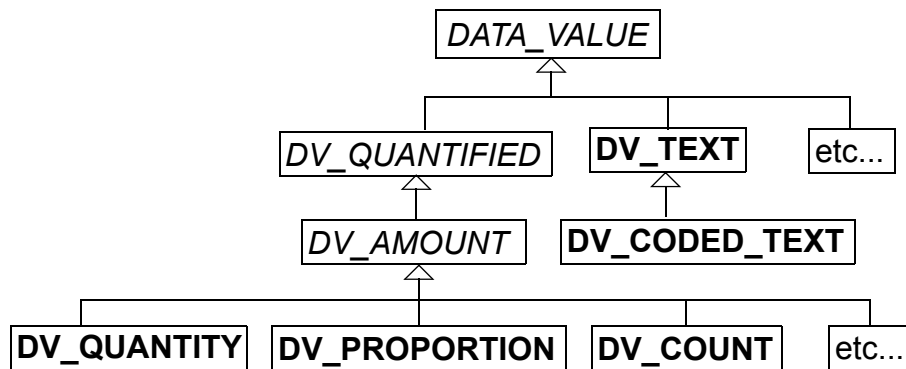 DATA_VALUE
DV_QUANTIFIED
DV_TEXT
etc...
DV_AMOUNT
DV_CODED_TEXT
DV_QUANTITY
DV_PROPORTION
DV_COUNT
etc...